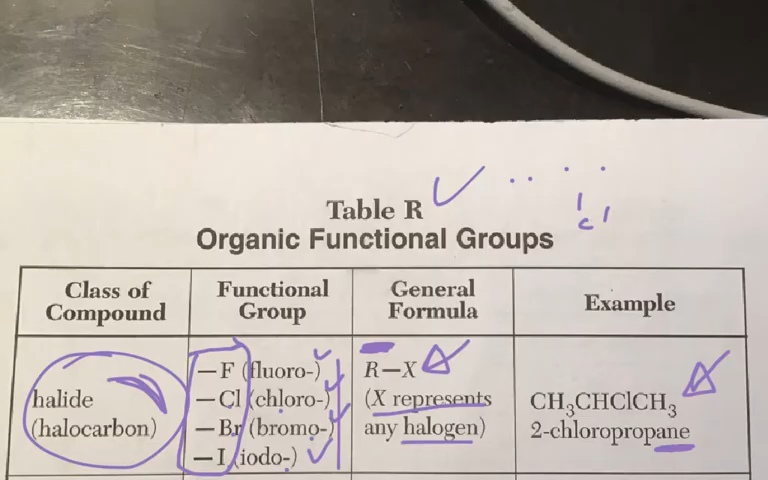 Table R
Organic Functional Groups
Class of Compound
Functional Group
General Formula
Example
halide
(halocarbon)
—F (fluoro-)
—Cl (chloro-)
—Br (bromo-)
—I (iodo-)
R—X
(X represents
any halogen)
CH₃CHClCH₃
2-chloropropane
cl